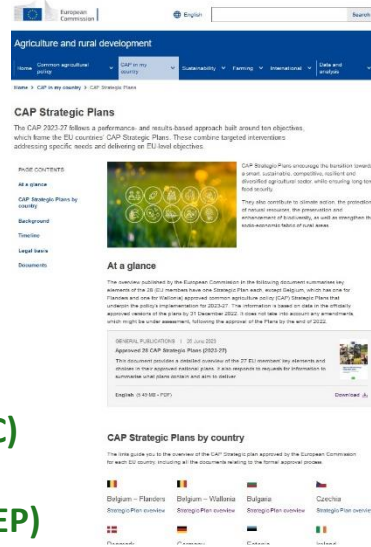 European
Commission
English
Search
Agriculture and rural development
Home
Common agricultural
policy
CAP in my
country
Sustainability
Farming
International
Data and
analysis
Home > CAP in my country > CAP Strategic Plans
CAP Strategic Plans
The CAP 2023-27 follows a performance- and results-based approach built around ten objectives,
which frame the EU countries' CAP Strategic Plans. These combine targeted interventions
addressing specific needs and delivering on EU-level objectives.
PAGE CONTENTS
At a glance
CAP Strategic Plans by
country
Background
Timeline
Legal basis
Documents
CAP Strategic Plans encourage the transition towards
a smart, sustainable, competitive, resilient and
diversified agricultural sector, while ensuring long-term
food security.
They also contribute to climate action, the protection
of natural resources, the preservation and
enhancement of biodiversity, as well as strengthen the
socio-economic fabric of rural areas.
At a glance
The overview published by the European Commission in the following document summarises key
elements of the 28 (EU members have one Strategic Plan each, except Belgium, which has one for
Flanders and one for Wallonia) approved common agriculture policy (CAP) Strategic Plans that
underpin the policy's implementation for 2023-27. The information is based on data in the officially
approved versions of the plans by 31 December 2022. It does not take into account any amendments,
which might be under assessment, following the approval of the Plans by the end of 2022.
GENERAL PUBLICATIONS | 20 June 2023
Approved 28 CAP Strategic Plans (2023-27)
This document provides a detailed overview of the 27 EU members' key elements and
choices in their approved national plans. It also responds to requests for information to
summarise what plans contain and aim to deliver
English (PDF)
Download
C)
CAP Strategic Plans by country
The links guide you to the overview of the CAP Strategic plan approved by the European Commission
for each EU country, including all the documents relating to the formal approval process.
EP)
Belgium – Flanders
Belgium – Wallonia
Bulgaria
Czechia
Strategic Plan overview
Strategic Plan overview
Strategic Plan overview
Strategic Plan overview
Denmark
Germany
Estonia
Ireland